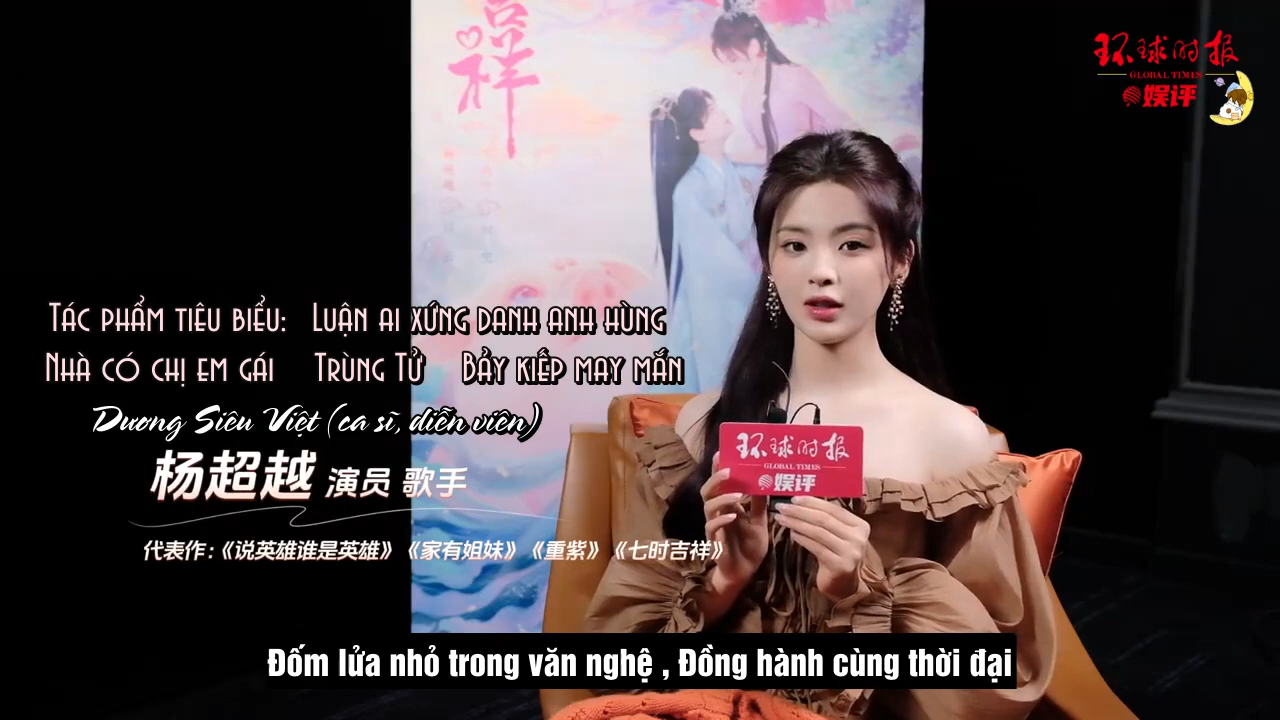 祥
环球时报
GLOBAL TIMES
娱评
Tác phẩm tiêu biểu: Luận ai xứng danh anh hùng
Nhà có chị em gái Trùng Tử Bảy kiếp may mắn
Dương Siêu Việt (ca sĩ, diễn viên)
杨超越 演员 歌手
代表作：《说英雄谁是英雄》《家有姐妹》《重紫》《七时吉祥》
环球时报
GLOBAL TIMES
娱评
Đốm lửa nhỏ trong văn nghệ , Đồng hành cùng thời đại